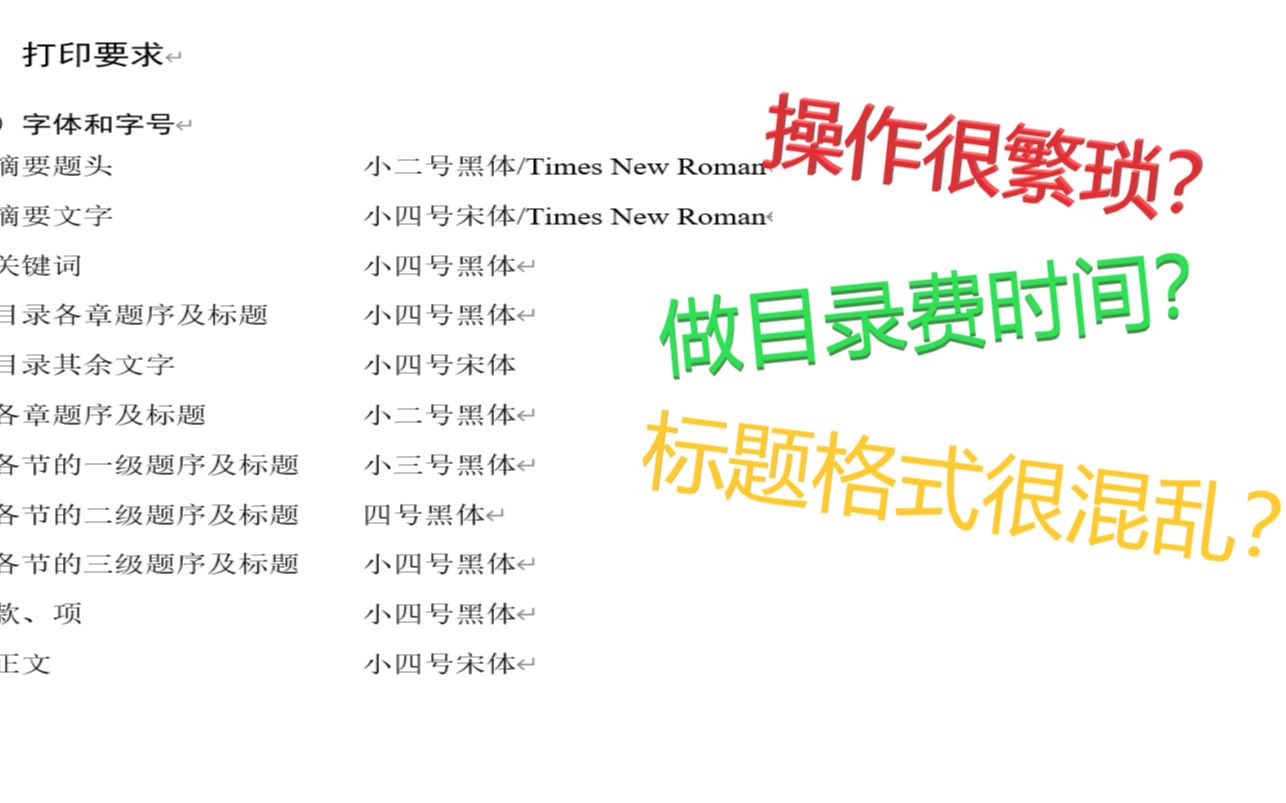 打印要求
）字体和字号
摘要题头 小二号黑体/Times New Roman
摘要文字 小四号宋体/Times New Roman
关键词 小四号黑体
目录各章题序及标题 小四号黑体
目录其余文字 小四号宋体
各章题序及标题 小二号黑体
各节的一级题序及标题 小三号黑体
各节的二级题序及标题 四号黑体
各节的三级题序及标题 小四号黑体
款、项 小四号黑体
正文 小四号宋体
操作很繁琐？
做目录费时间？
标题格式很混乱？